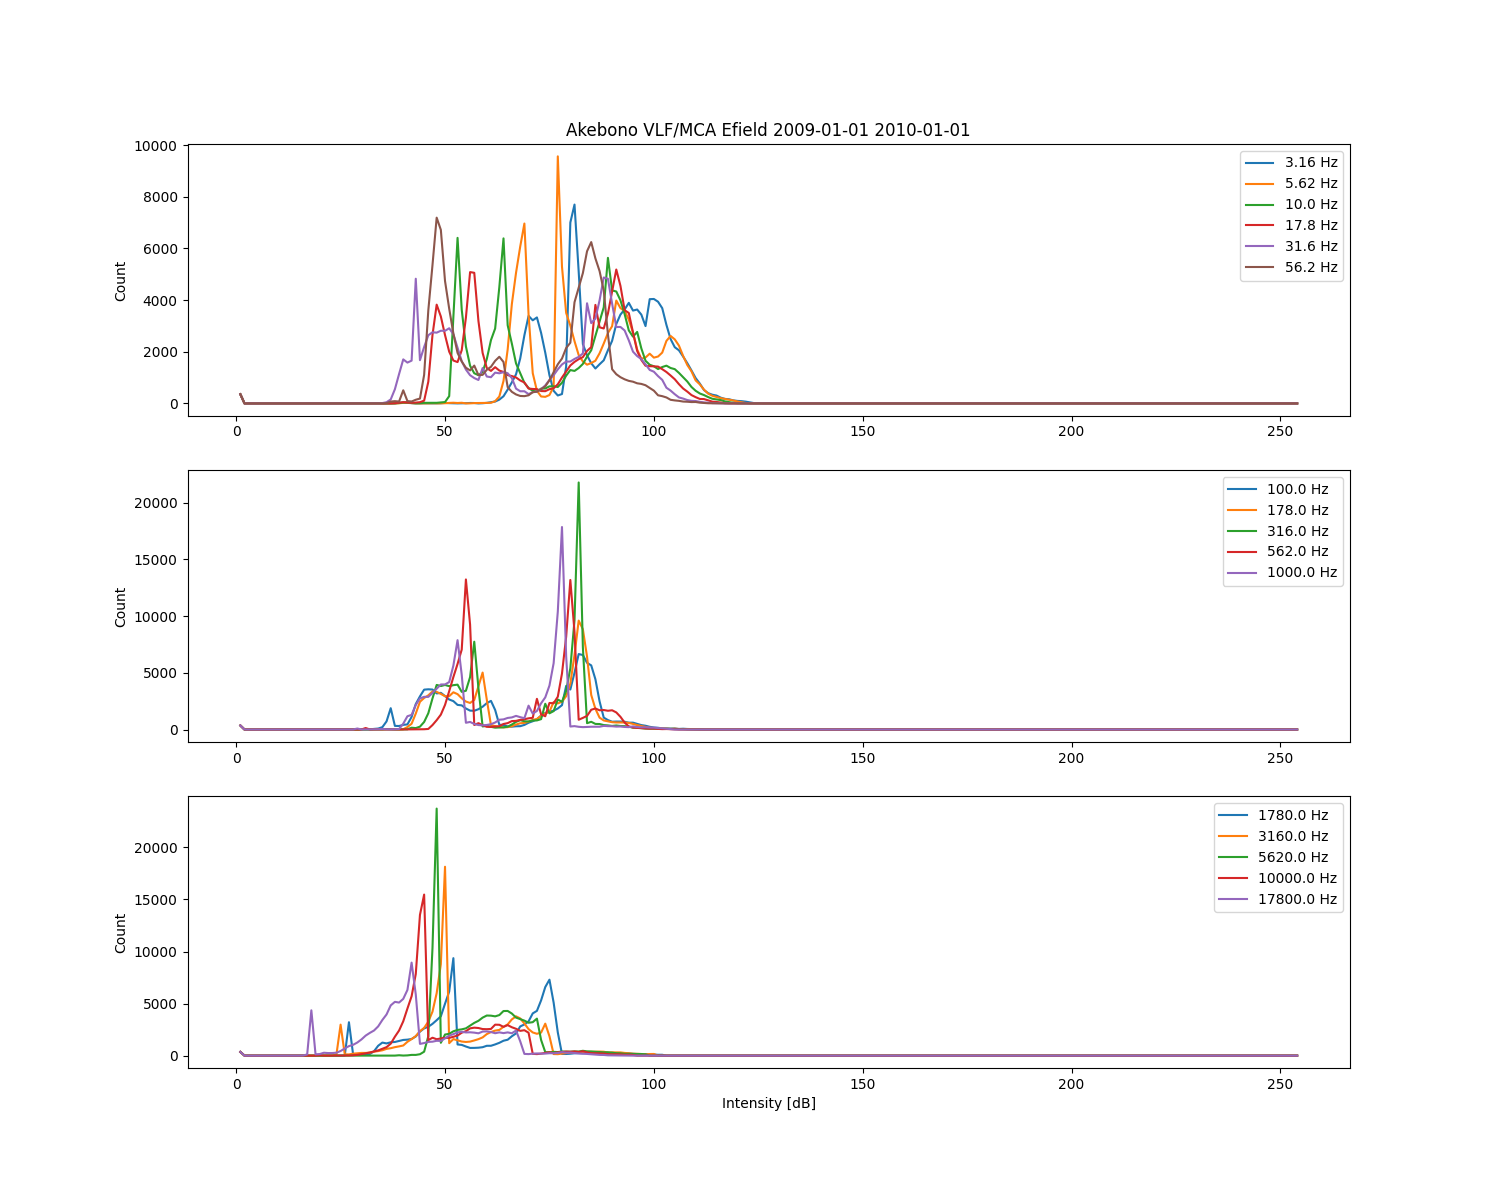 Akebono VLF/MCA Efield 2009-01-01 2010-01-01
Count
10000
8000
6000
4000
2000
0
0 50 100 150 200 250
3.16 Hz
5.62 Hz
10.0 Hz
17.8 Hz
31.6 Hz
56.2 Hz
Count
20000
15000
10000
5000
0
0 50 100 150 200 250
100.0 Hz
178.0 Hz
316.0 Hz
562.0 Hz
1000.0 Hz
Count
20000
15000
10000
5000
0
0 50 100 150 200 250
1780.0 Hz
3160.0 Hz
5620.0 Hz
10000.0 Hz
17800.0 Hz
Intensity [dB]